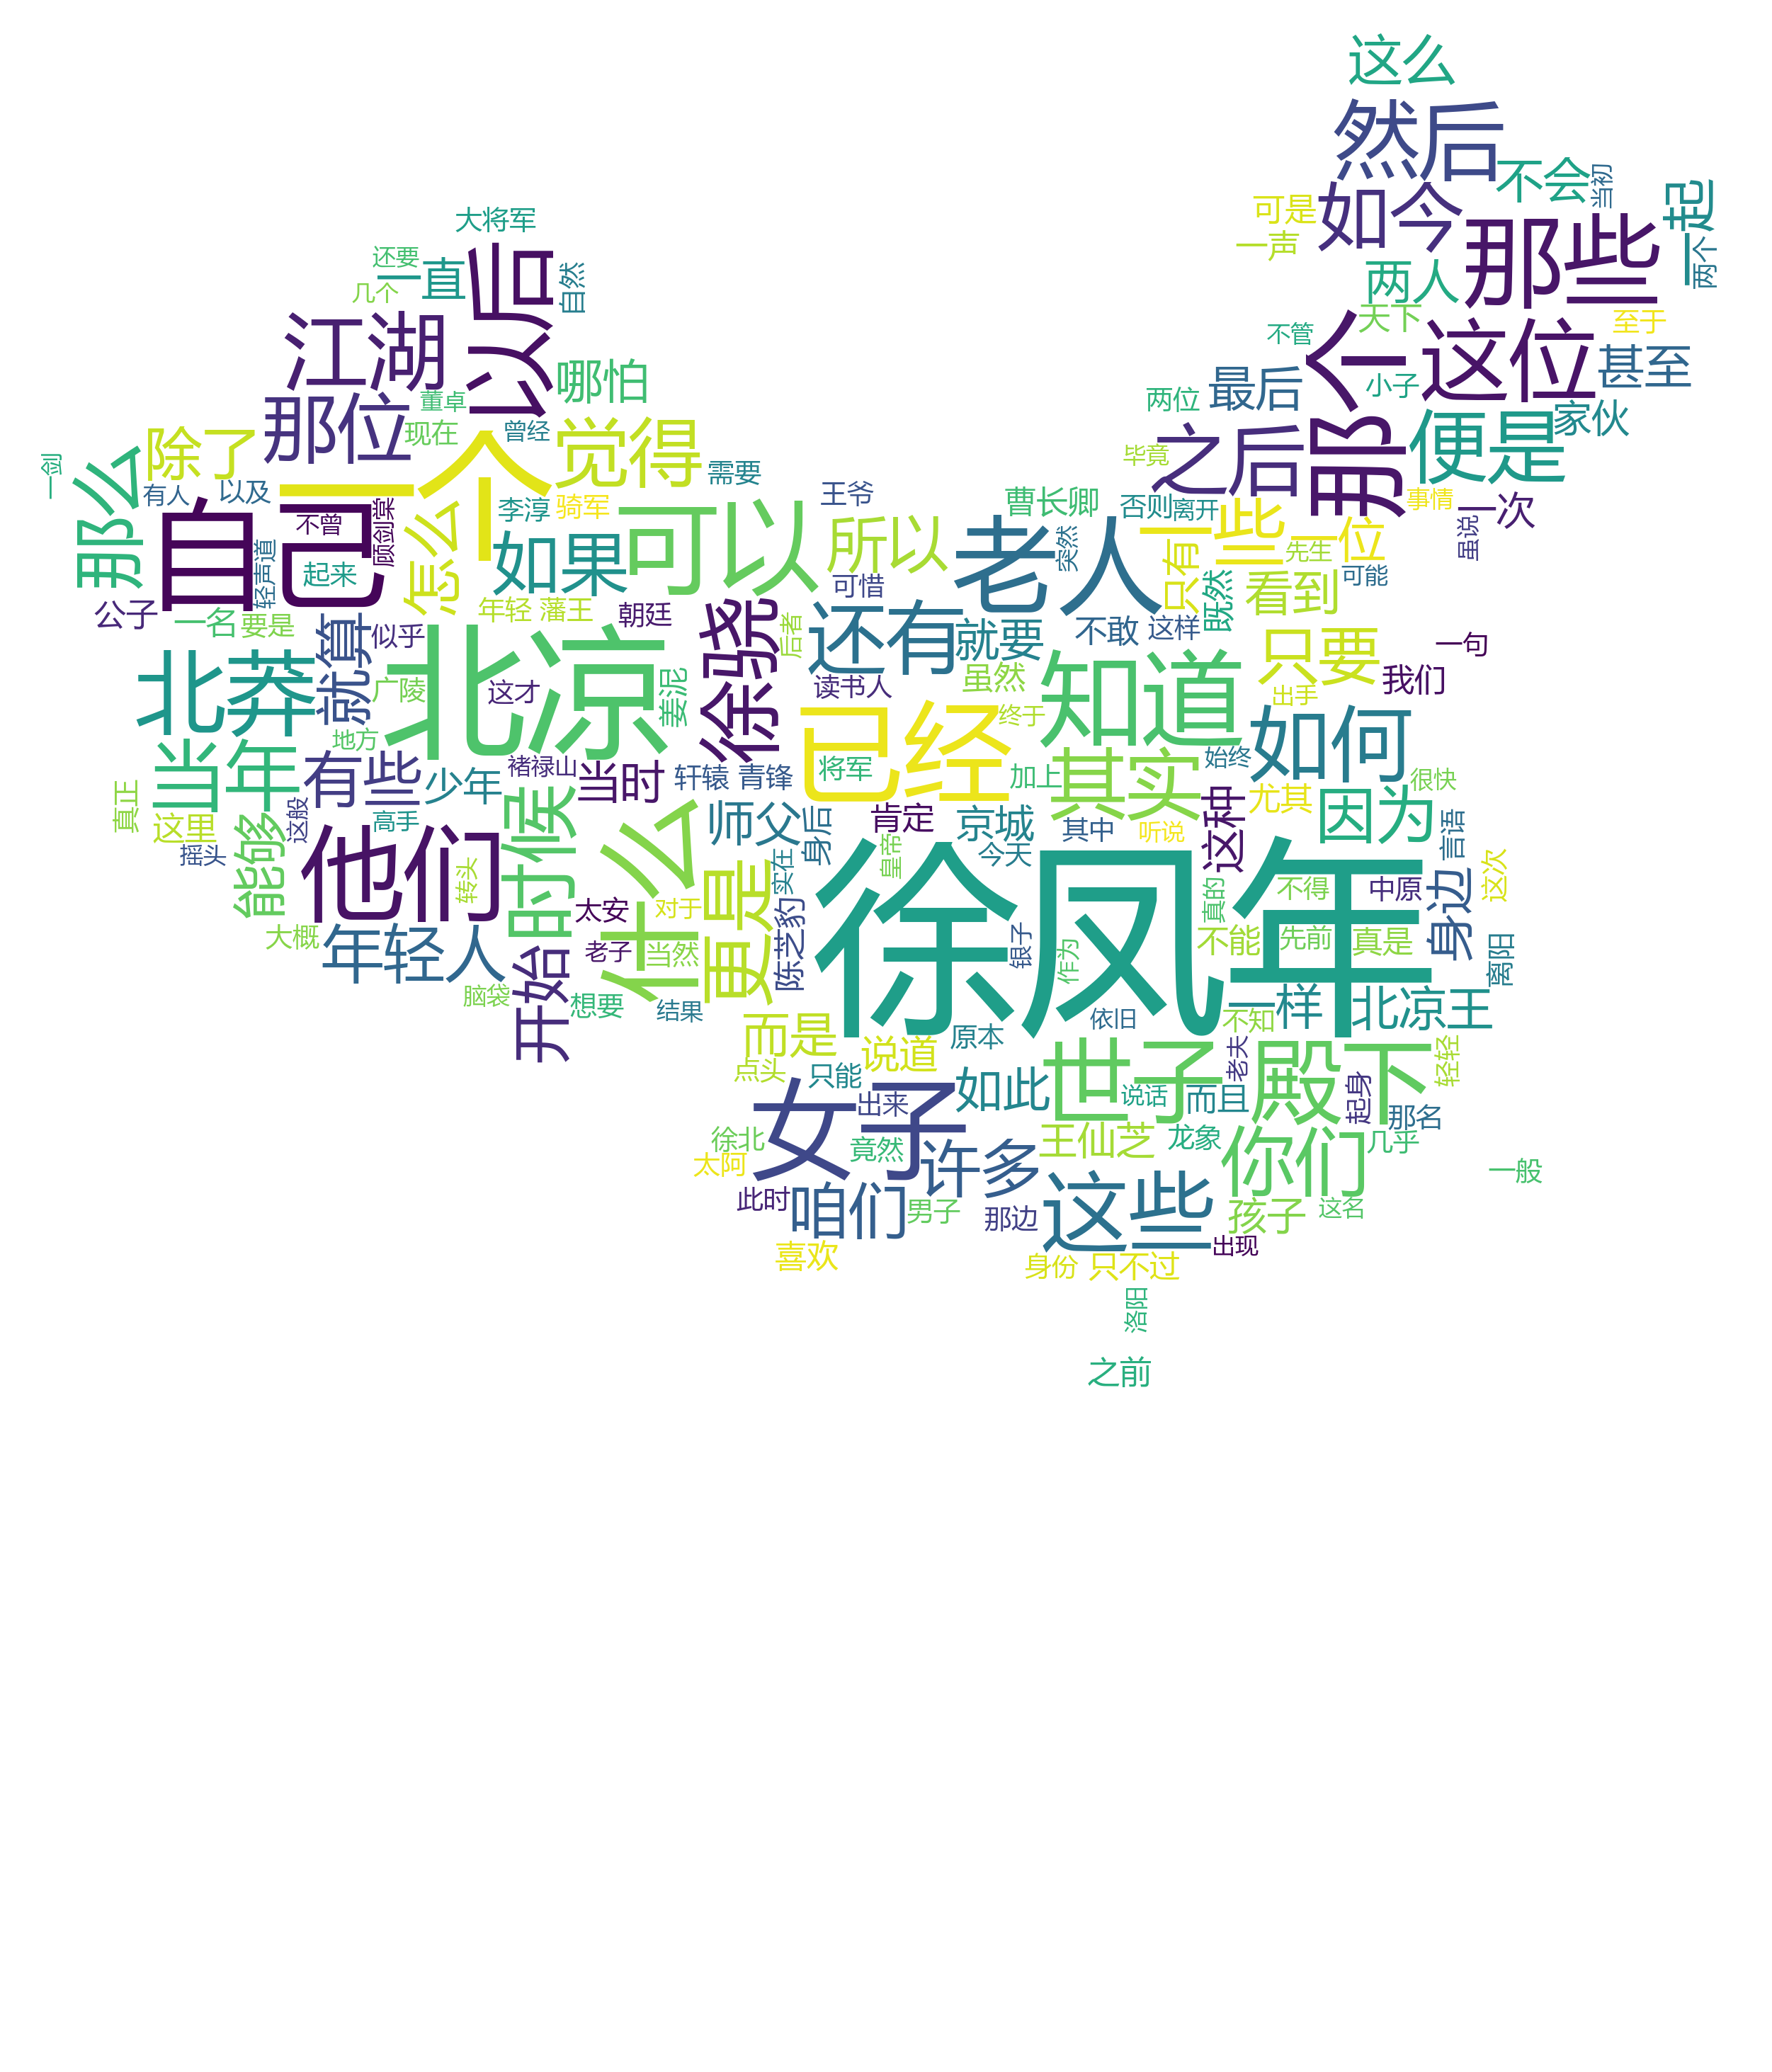 这么
然后
不会
当初
一起
可是
如今
一声
那些
两个
大将军
还要
一直
几个
以后
自然
两人
天下
至于
不管
江湖
哪怕
那个
这位
甚至
小子
董卓
两位
最后
家伙
那位
现在
曾经
觉得
之后
便是
除了
一个
需要
毕竟
一剑
那么
有人
以及
自己
不曾
顾剑棠
怎么
李淳
骑军
可以
王爷
所以
曹长卿
否则
离开
事情
一次
虽说
老人
突然
一些
只有
先生
一位
可能
轻声道
起来
如果
可惜
既然
看到
公子
一名
要是
年轻
藩王
朝廷
徐骁
后者
还有
就要
不敢
这样
只要
一句
似乎
就算
北莽
北凉
广陵
这才
姜泥
读书人
虽然
知道
出手
我们
地方
已经
终于
如何
当年
有些
少年
褚禄山
当时
轩辕
青锋
将军
加上
其实
始终
很快
真正
这里
这般
高手
时候
什么
师父
身后
肯定
京城
其中
听说
这种
尤其
因为
言语
摇头
能够
他们
转头
更是
实在
皇帝
今天
徐凤年
真的
不得
中原
身边
这次
大概
年轻人
太安
对于
陈芝豹
老子
当然
银子
作为
不能
先前
真是
离阳
脑袋
开始
想要
结果
而是
说道
原本
依旧
不知
一样
北凉王
点头
只能
如此
世子
老夫
殿下
轻轻
女子
出来
说话
而且
起身
那名
徐北
太阿
竟然
许多
王仙芝
龙象
你们
几乎
一般
此时
咱们
男子
那边
这些
孩子
这名
出现
喜欢
身份
只不过
洛阳
之前